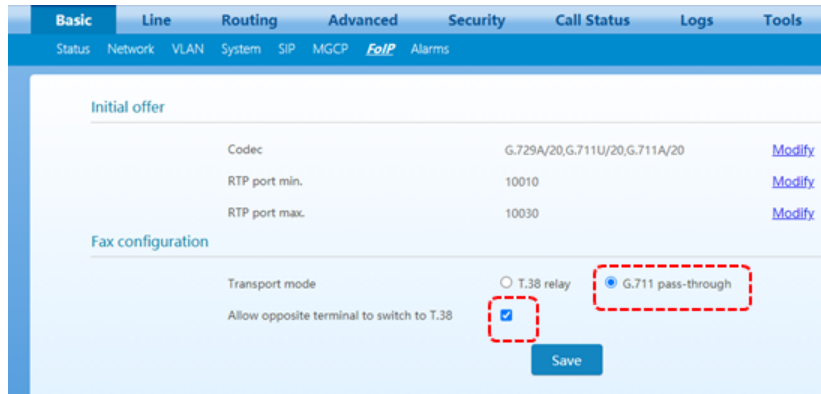 Basic Line Routing Advanced Security Call Status Logs Tools
Status Network VLAN System SIP MGCP FoIP Alarms
Initial offer
Codec G.729A/20,G.711U/20,G.711A/20 Modify
RTP port min. 10010 Modify
RTP port max. 10030 Modify
Fax configuration
Transport mode T.38 relay G.711 pass-through
Allow opposite terminal to switch to T.38
Save